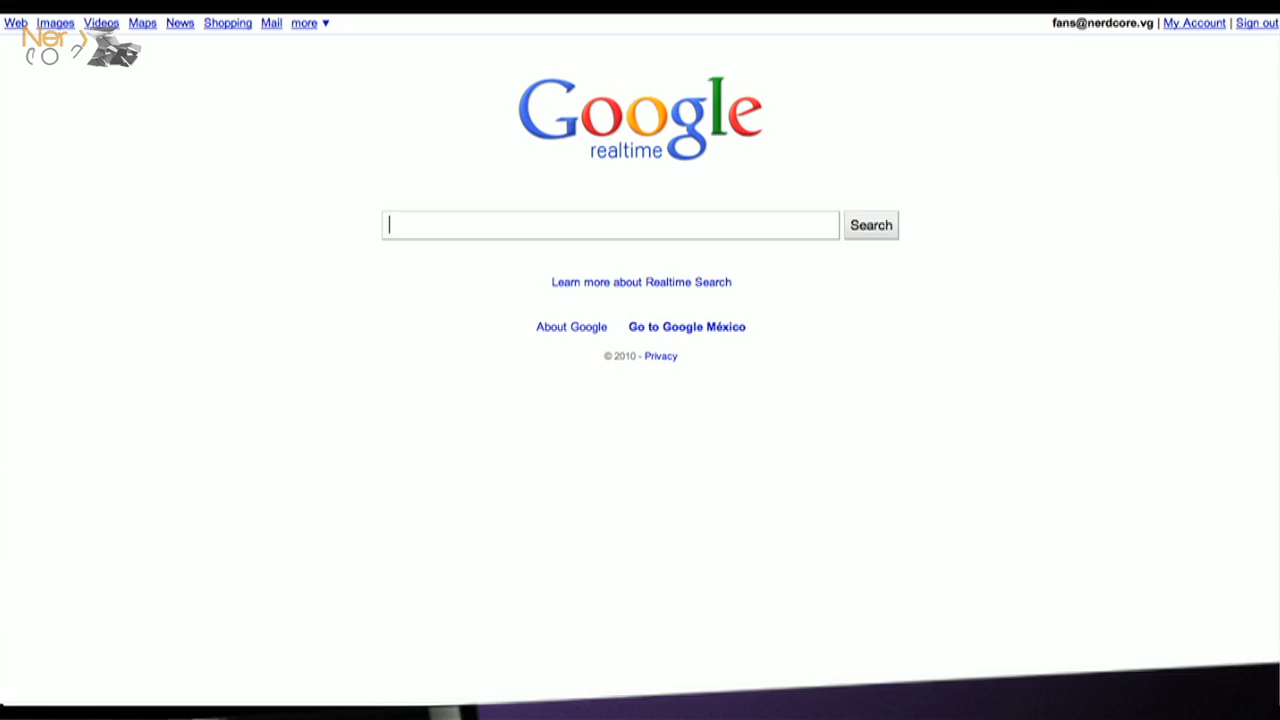 Web Images Videos Maps News Shopping Mail more ▼
fans@nerdcore.vg | My Account | Sign out
Ner
Google
realtime
Search
Learn more about Realtime Search
About Google Go to Google México
© 2010 - Privacy